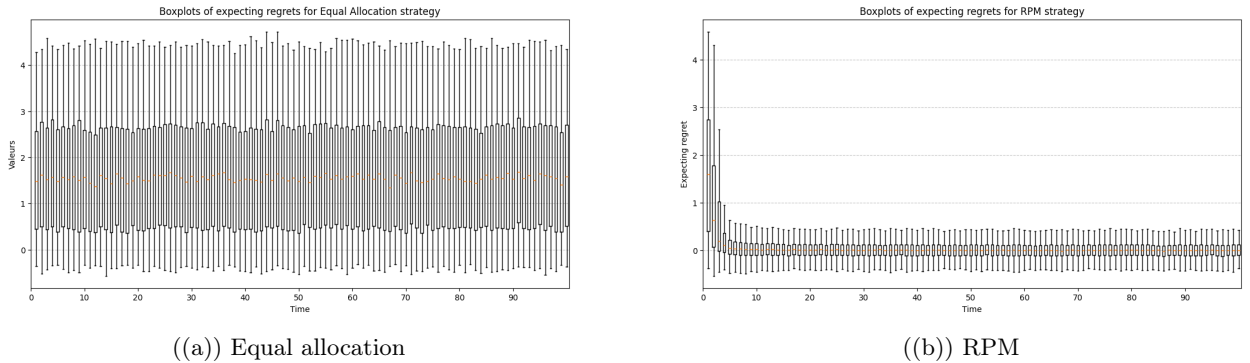 Boxplots of expecting regrets for Equal Allocation strategy
4
3
2
1
0
Valeurs
0 10 20 30 40 50 60 70 80 90
Time
((a)) Equal allocation
Boxplots of expecting regrets for RPM strategy
4
3
2
1
0
Expecting regret
0 10 20 30 40 50 60 70 80 90
Time
((b)) RPM